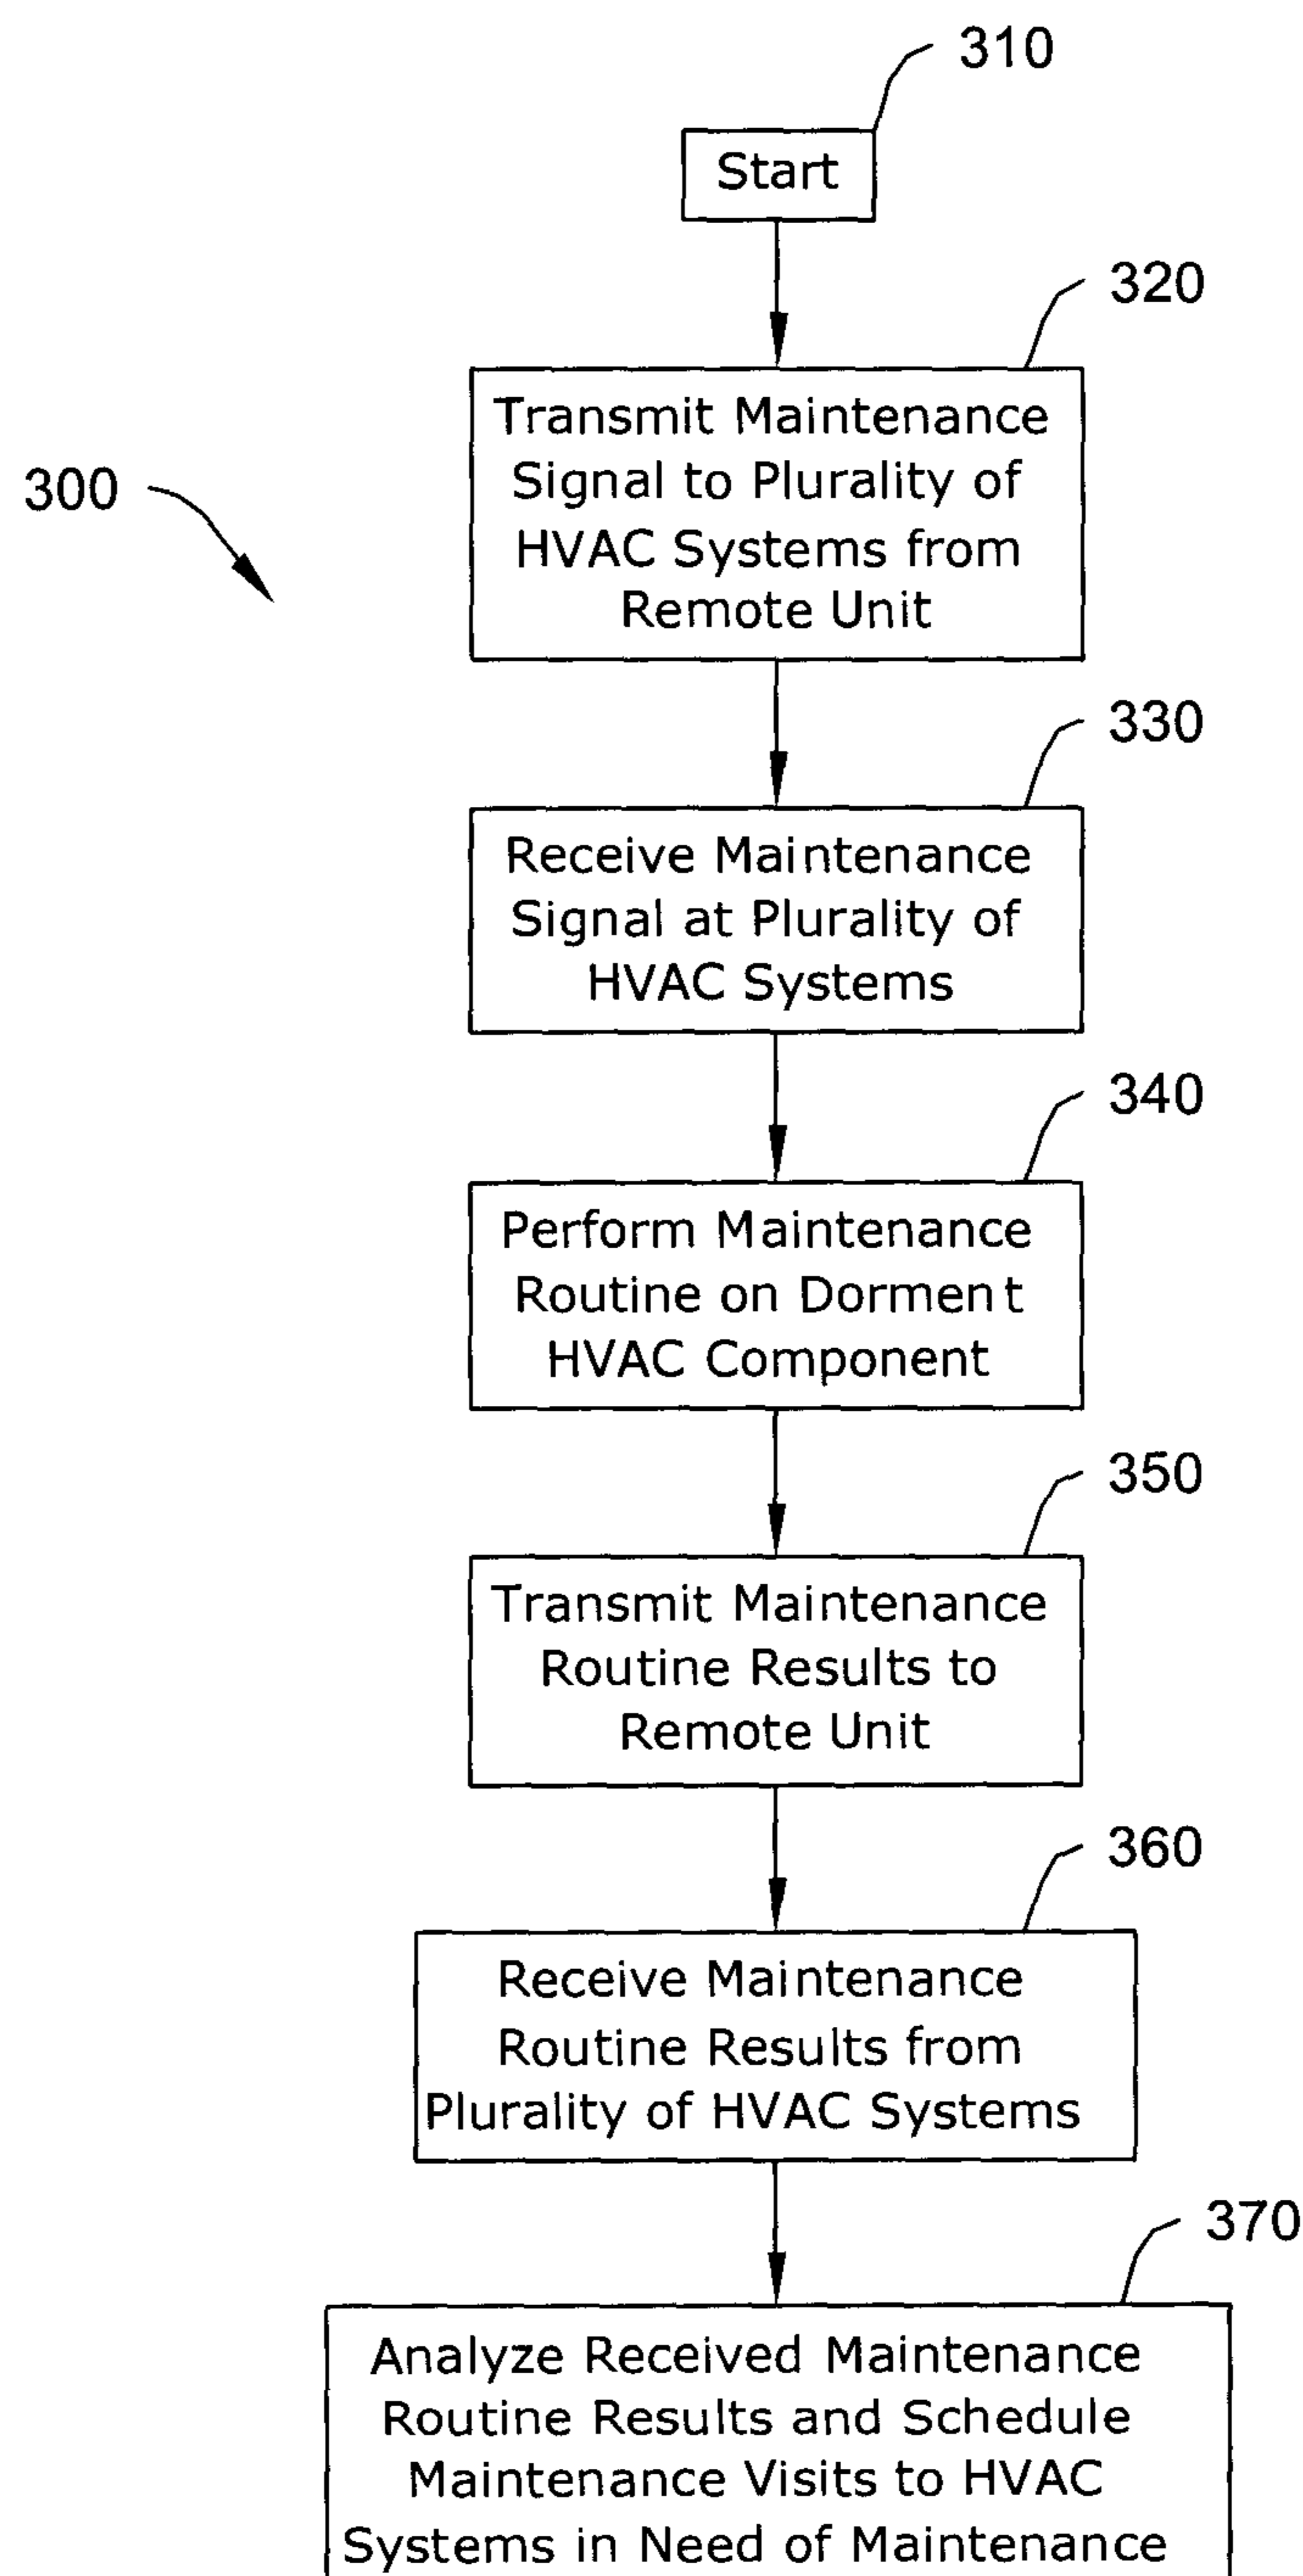 310
Start
320
Transmit Maintenance
Signal to Plurality of
HVAC Systems from
Remote Unit
300
330
Receive Maintenance
Signal at Plurality of
HVAC Systems
340
Perform Maintenance
Routine on Dorment
HVAC Component
350
Transmit Maintenance
Routine Results to
Remote Unit
360
Receive Maintenance
Routine Results from
Plurality of HVAC Systems
370
Analyze Received Maintenance
Routine Results and Schedule
Maintenance Visits to HVAC
Systems in Need of Maintenance